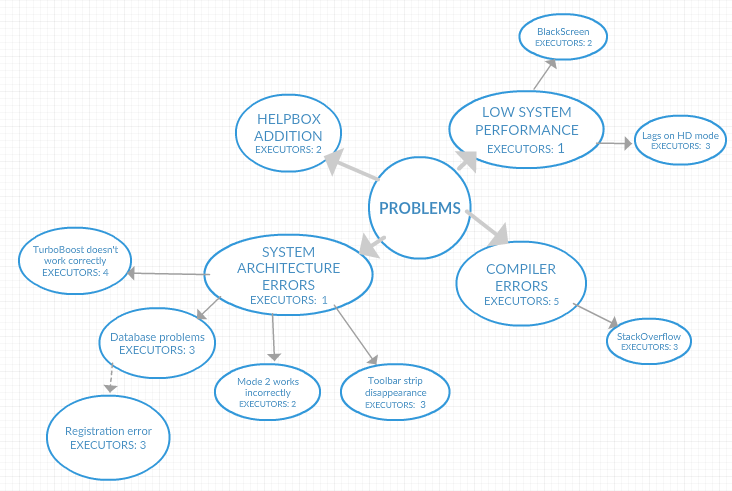 BlackScreen
EXECUTORS: 2
HELPBOX
ADDITION
EXECUTORS: 2
LOW SYSTEM
PERFORMANCE
EXECUTORS: 1
Lags on HD mode
EXECUTORS: 3
PROBLEMS
TurboBoost doesn't
work correctly
EXECUTORS: 4
SYSTEM
ARCHITECTURE
ERRORS
EXECUTORS: 1
COMPILER
ERRORS
EXECUTORS: 5
Database problems
EXECUTORS: 3
StackOverflow
EXECUTORS: 3
Mode 2 works
incorrectly
EXECUTORS: 2
Toolbar strip
disappearance
EXECUTORS: 3
Registration error
EXECUTORS: 3